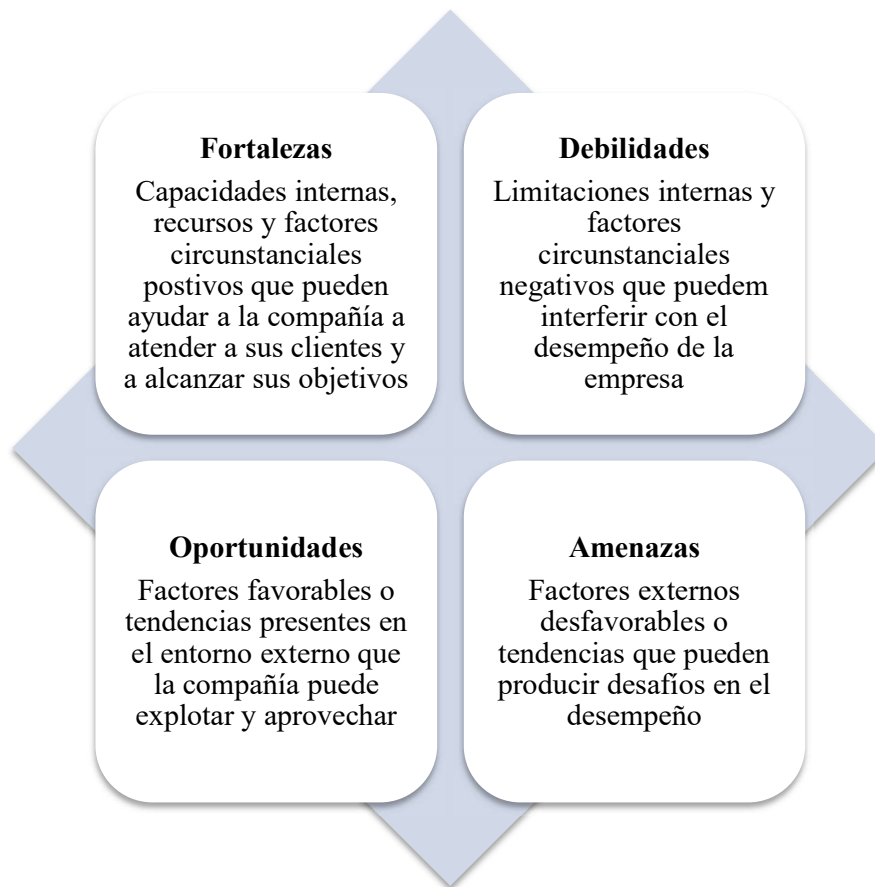 Fortalezas
Capacidades internas,
recursos y factores
circunstanciales
postivos que pueden
ayudar a la compañía a
atender a sus clientes y
a alcanzar sus objetivos
Debilidades
Limitaciones internas y
factores
circunstanciales
negativos que puedem
interferir con el
desempeño de la
empresa
Oportunidades
Factores favorables o
tendencias presentes en
el entorno externo que
la compañía puede
explotar y aprovechar
Amenazas
Factores externos
desfavorables o
tendencias que pueden
producir desafíos en el
desempeño